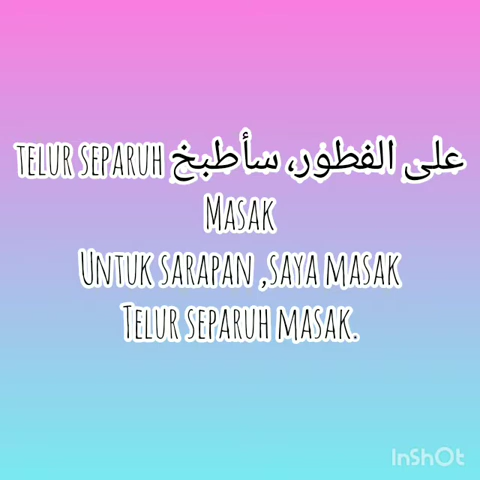 على الفطور، سأطبخ telur separuh
Masak
Untuk sarapan ,saya masak
Telur separuh masak.
InShOt